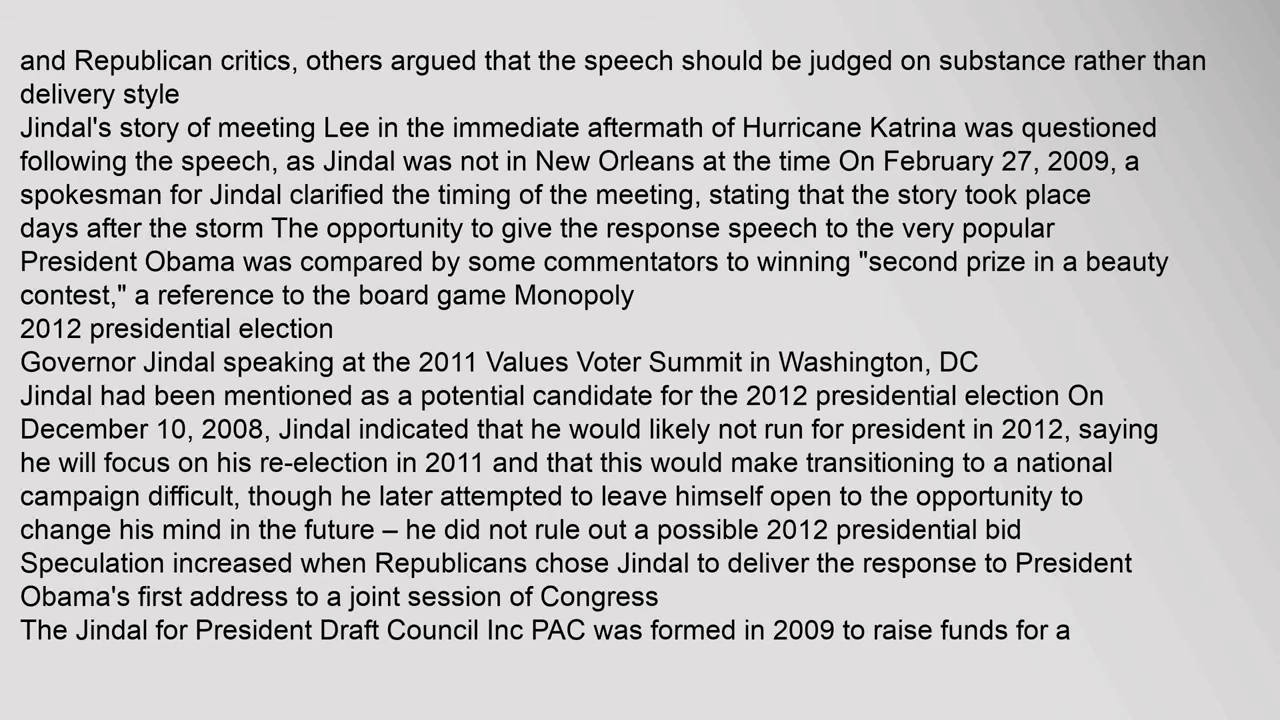 and Republican critics, others argued that the speech should be judged on substance rather than
delivery style
Jindal's story of meeting Lee in the immediate aftermath of Hurricane Katrina was questioned
following the speech, as Jindal was not in New Orleans at the time On February 27, 2009, a
spokesman for Jindal clarified the timing of the meeting, stating that the story took place
days after the storm The opportunity to give the response speech to the very popular
President Obama was compared by some commentators to winning "second prize in a beauty
contest," a reference to the board game Monopoly
2012 presidential election
Governor Jindal speaking at the 2011 Values Voter Summit in Washington, DC
Jindal had been mentioned as a potential candidate for the 2012 presidential election On
December 10, 2008, Jindal indicated that he would likely not run for president in 2012, saying
he will focus on his re-election in 2011 and that this would make transitioning to a national
campaign difficult, though he later attempted to leave himself open to the opportunity to
change his mind in the future – he did not rule out a possible 2012 presidential bid
Speculation increased when Republicans chose Jindal to deliver the response to President
Obama's first address to a joint session of Congress
The Jindal for President Draft Council Inc PAC was formed in 2009 to raise funds for a